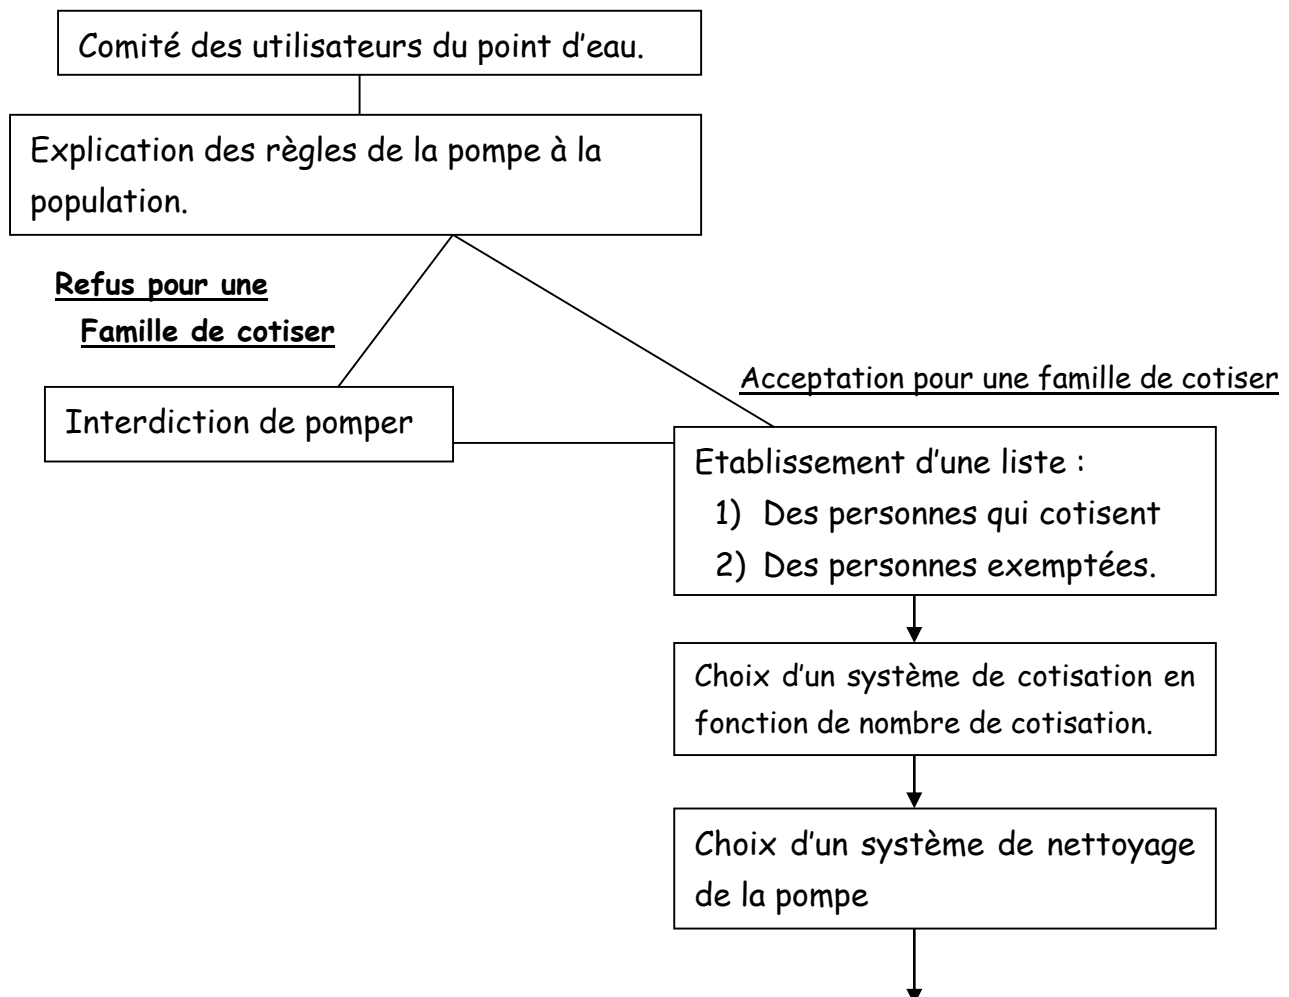 Comité des utilisateurs du point d'eau.
Explication des règles de la pompe à la
population.
Refus pour une
Famille de cotiser
Acceptation pour une famille de cotiser
Interdiction de pomper
Etablissement d'une liste :
1) Des personnes qui cotisent
2) Des personnes exemptées.
Choix d'un système de cotisation en
fonction de nombre de cotisation.
Choix d'un système de nettoyage
de la pompe